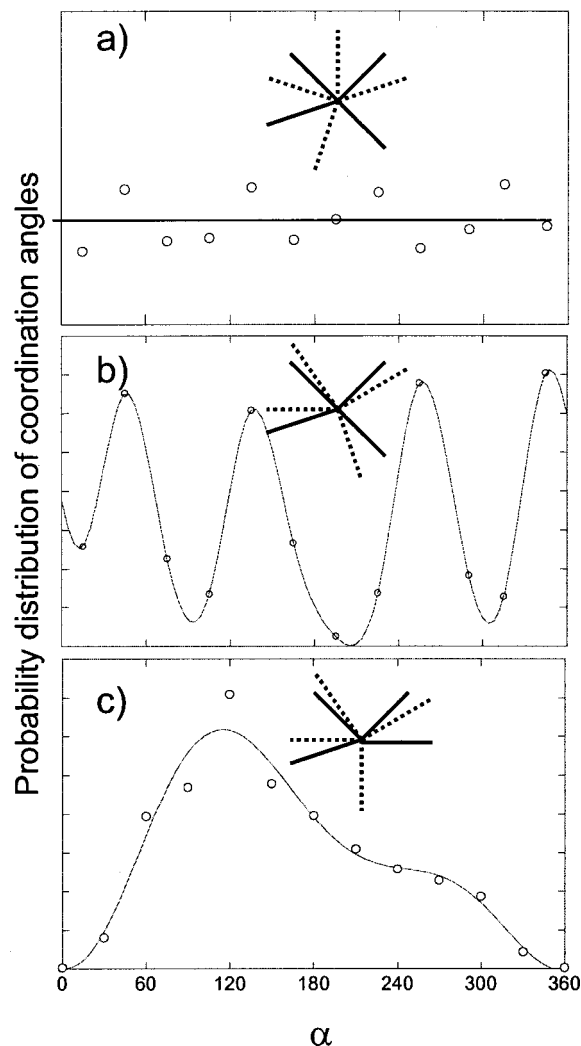 Probability distribution of coordination angles
a)
b)
c)
0 60 120 180 240 300 360
α